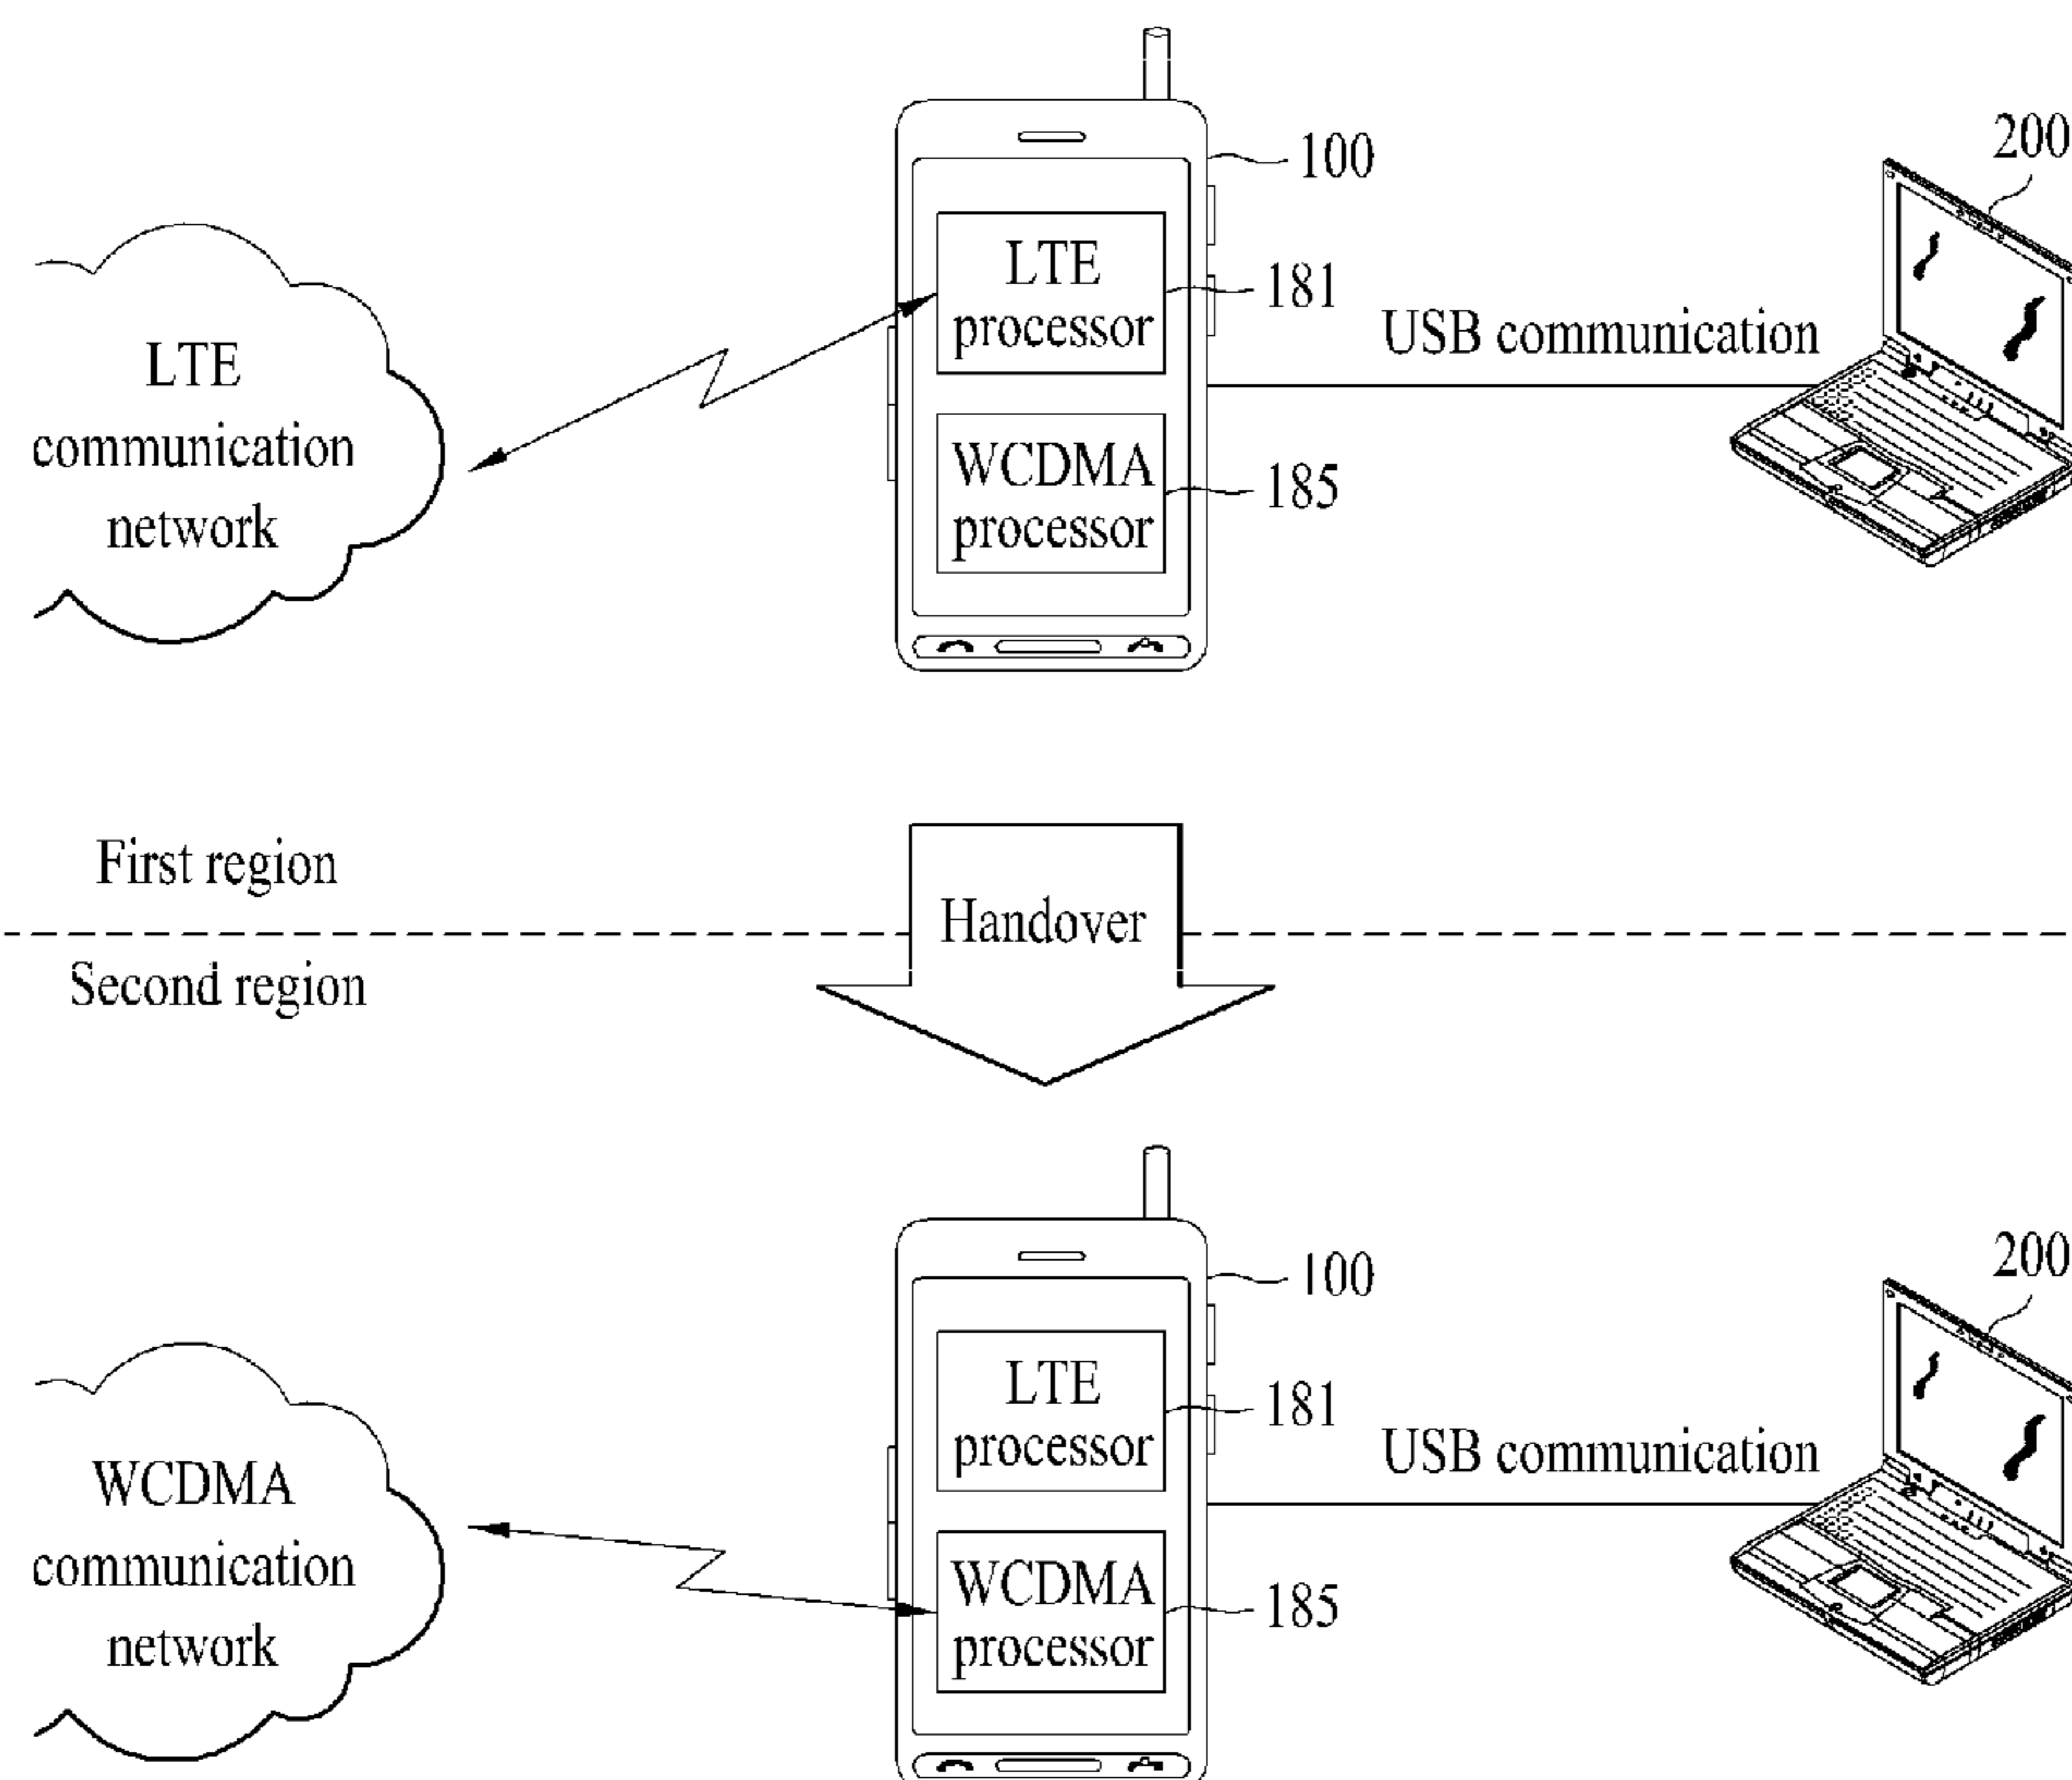 200
100
LTE
processor
181
USB communication
LTE
communication
network
WCDMA
processor
185
First region
Handover
Second region
200
100
LTE
processor
181
USB communication
WCDMA
communication
network
WCDMA
processor
185